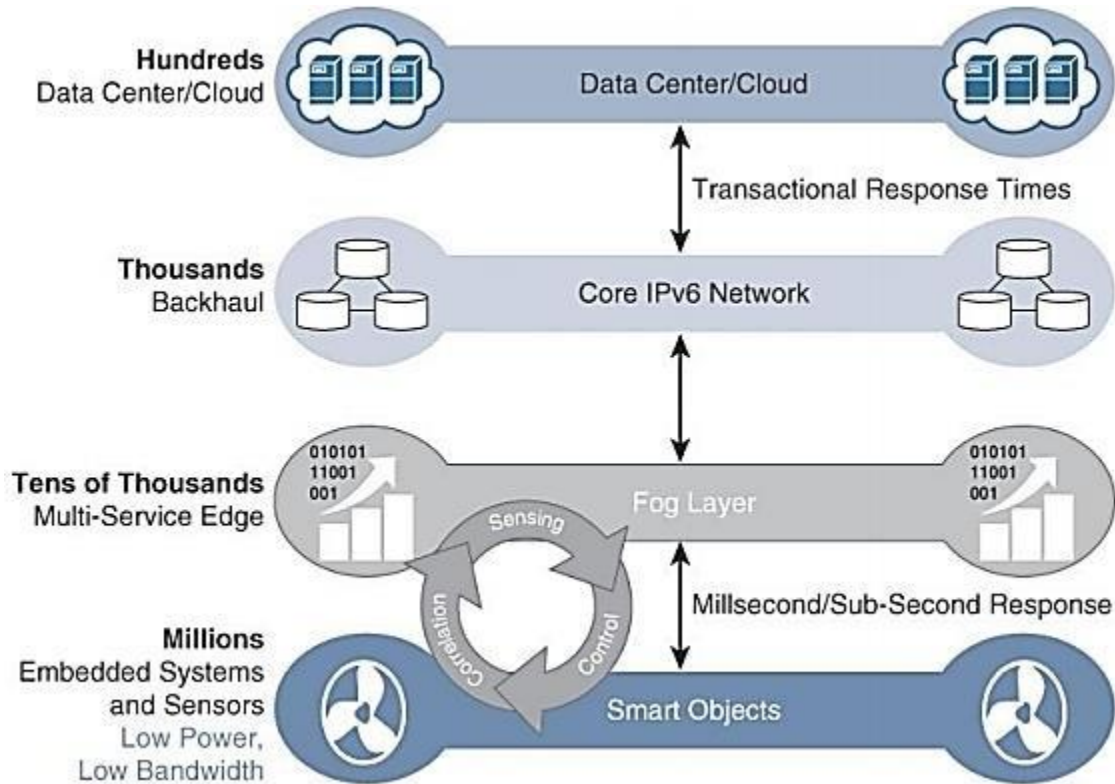 Hundreds
Data Center/Cloud
Data Center/Cloud
Transactional Response Times
Thousands
Backhaul
Core IPv6 Network
010101
11001
001
Tens of Thousands
Multi-Service Edge
Fog Layer
010101
11001
001
Sensing
Control
Correlation
Millsecond/Sub-Second Response
Millions
Embedded Systems
and Sensors
Low Power,
Low Bandwidth
Smart Objects